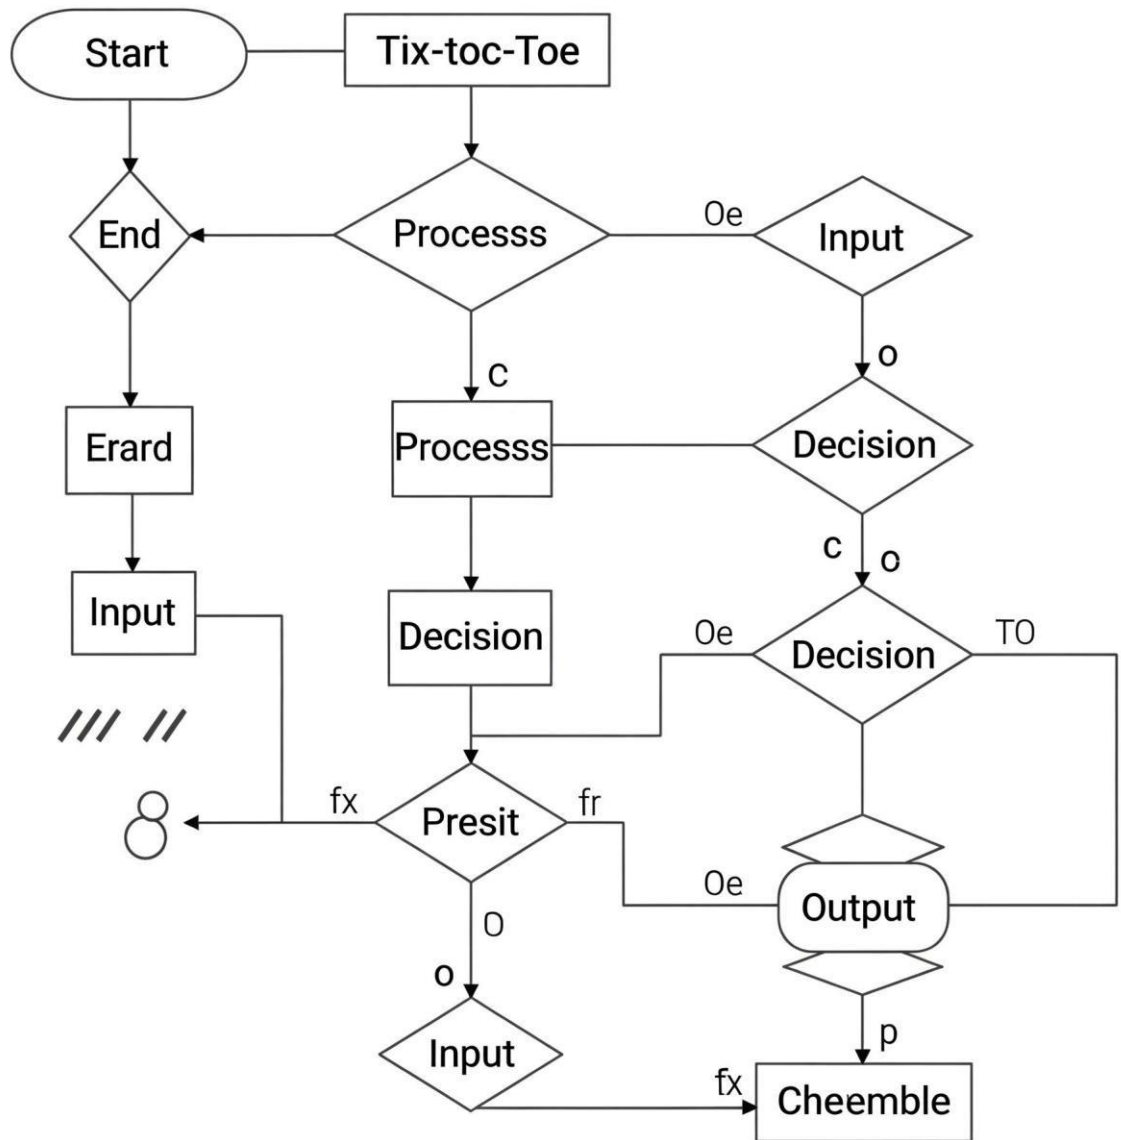 Start
Tix-toc-Toe
End
Processs
Oe
Input
c
o
Erard
Processs
Decision
c
o
Input
Decision
Oe
Decision
TO
fx
Presit
fr
Oe
Output
O
o
Input
p
fx
Cheemble